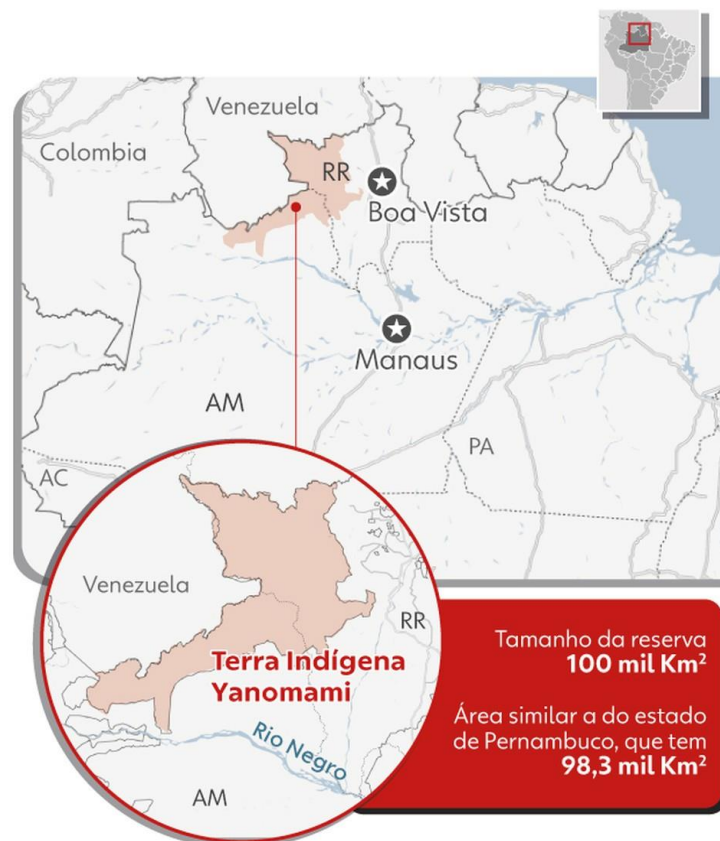 Venezuela
Colombia
RR
Boa Vista
Manaus
AM
PA
AC
Venezuela
RR
Terra Indígena
Yanomami
Rio Negro
AM
Tamanho da reserva
100 mil Km²
Área similar a do estado
de Pernambuco, que tem
98,3 mil Km²